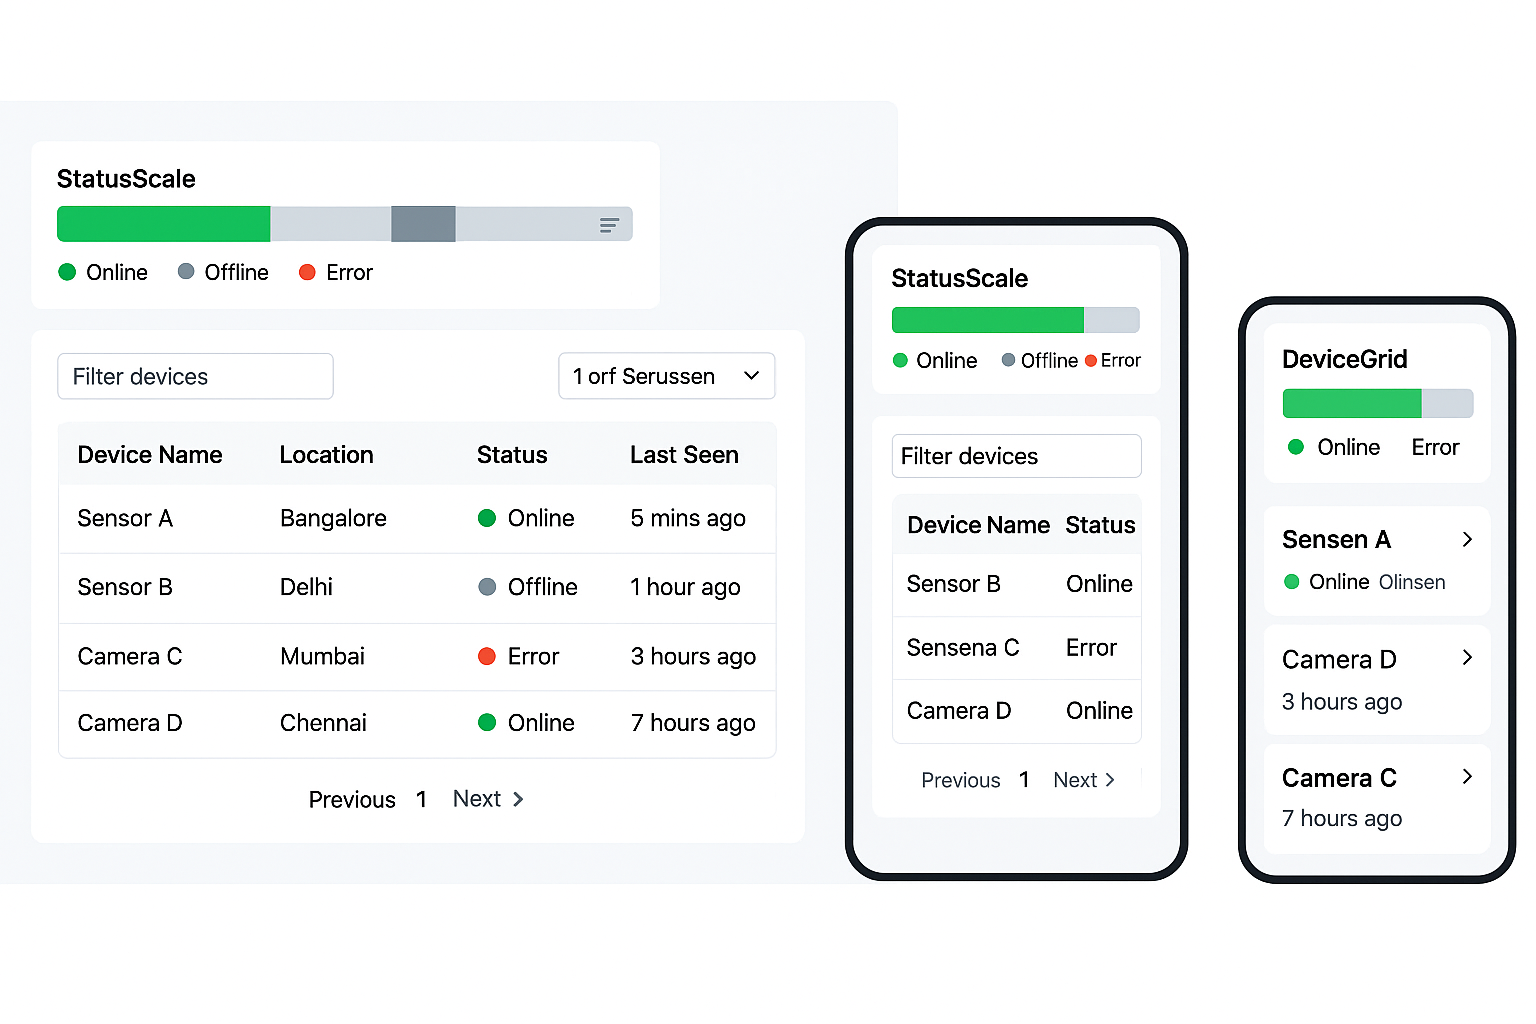 StatusScale
Online Offline Error
Filter devices 1 orf Serussen
Device Name Location Status Last Seen
Sensor A Bangalore Online 5 mins ago
Sensor B Delhi Offline 1 hour ago
Camera C Mumbai Error 3 hours ago
Camera D Chennai Online 7 hours ago
Previous 1 Next
StatusScale
Online Offline Error
Filter devices
Device Name Status
Sensor B Online
Sensena C Error
Camera D Online
Previous 1 Next
DeviceGrid
Online Error
Sensen A
Online Olinsen
Camera D
3 hours ago
Camera C
7 hours ago